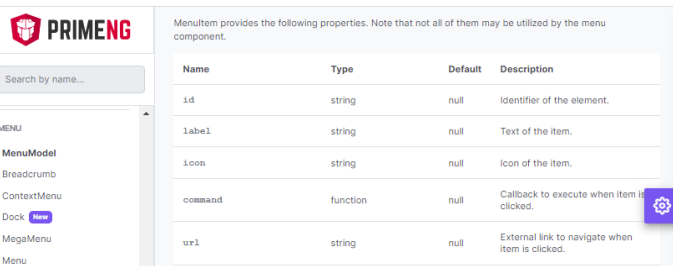 PRIMENG
Search by name...
MENU
MenuModel
Breadcrumb
ContextMenu
Dock New
MegaMenu
Menu
MenuItem provides the following properties. Note that not all of them may be utilized by the menu
component.
Name Type Default Description
id string null Identifier of the element.
label string null Text of the item.
icon string null Icon of the item.
command function null Callback to execute when item is
clicked.
url string null External link to navigate when
item is clicked.